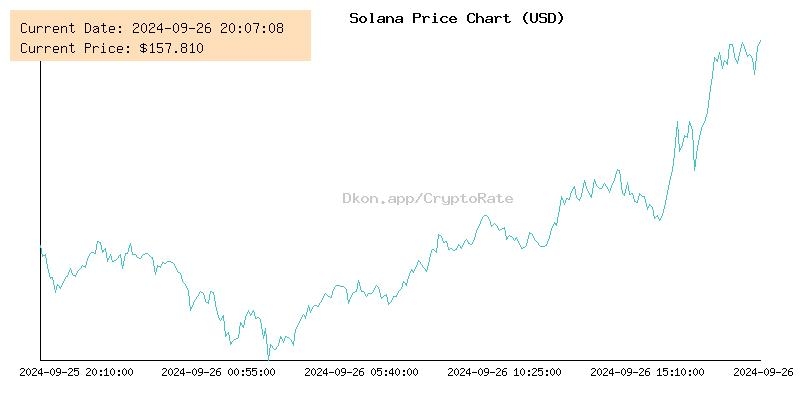 Solana Price Chart (USD)
Current Date: 2024-09-26 20:07:08
Current Price: $157.810
Dkon.app/CryptoRate
2024-09-25 20:10:00 2024-09-26 00:55:00 2024-09-26 05:40:00 2024-09-26 10:25:00 2024-09-26 15:10:00 2024-09-26